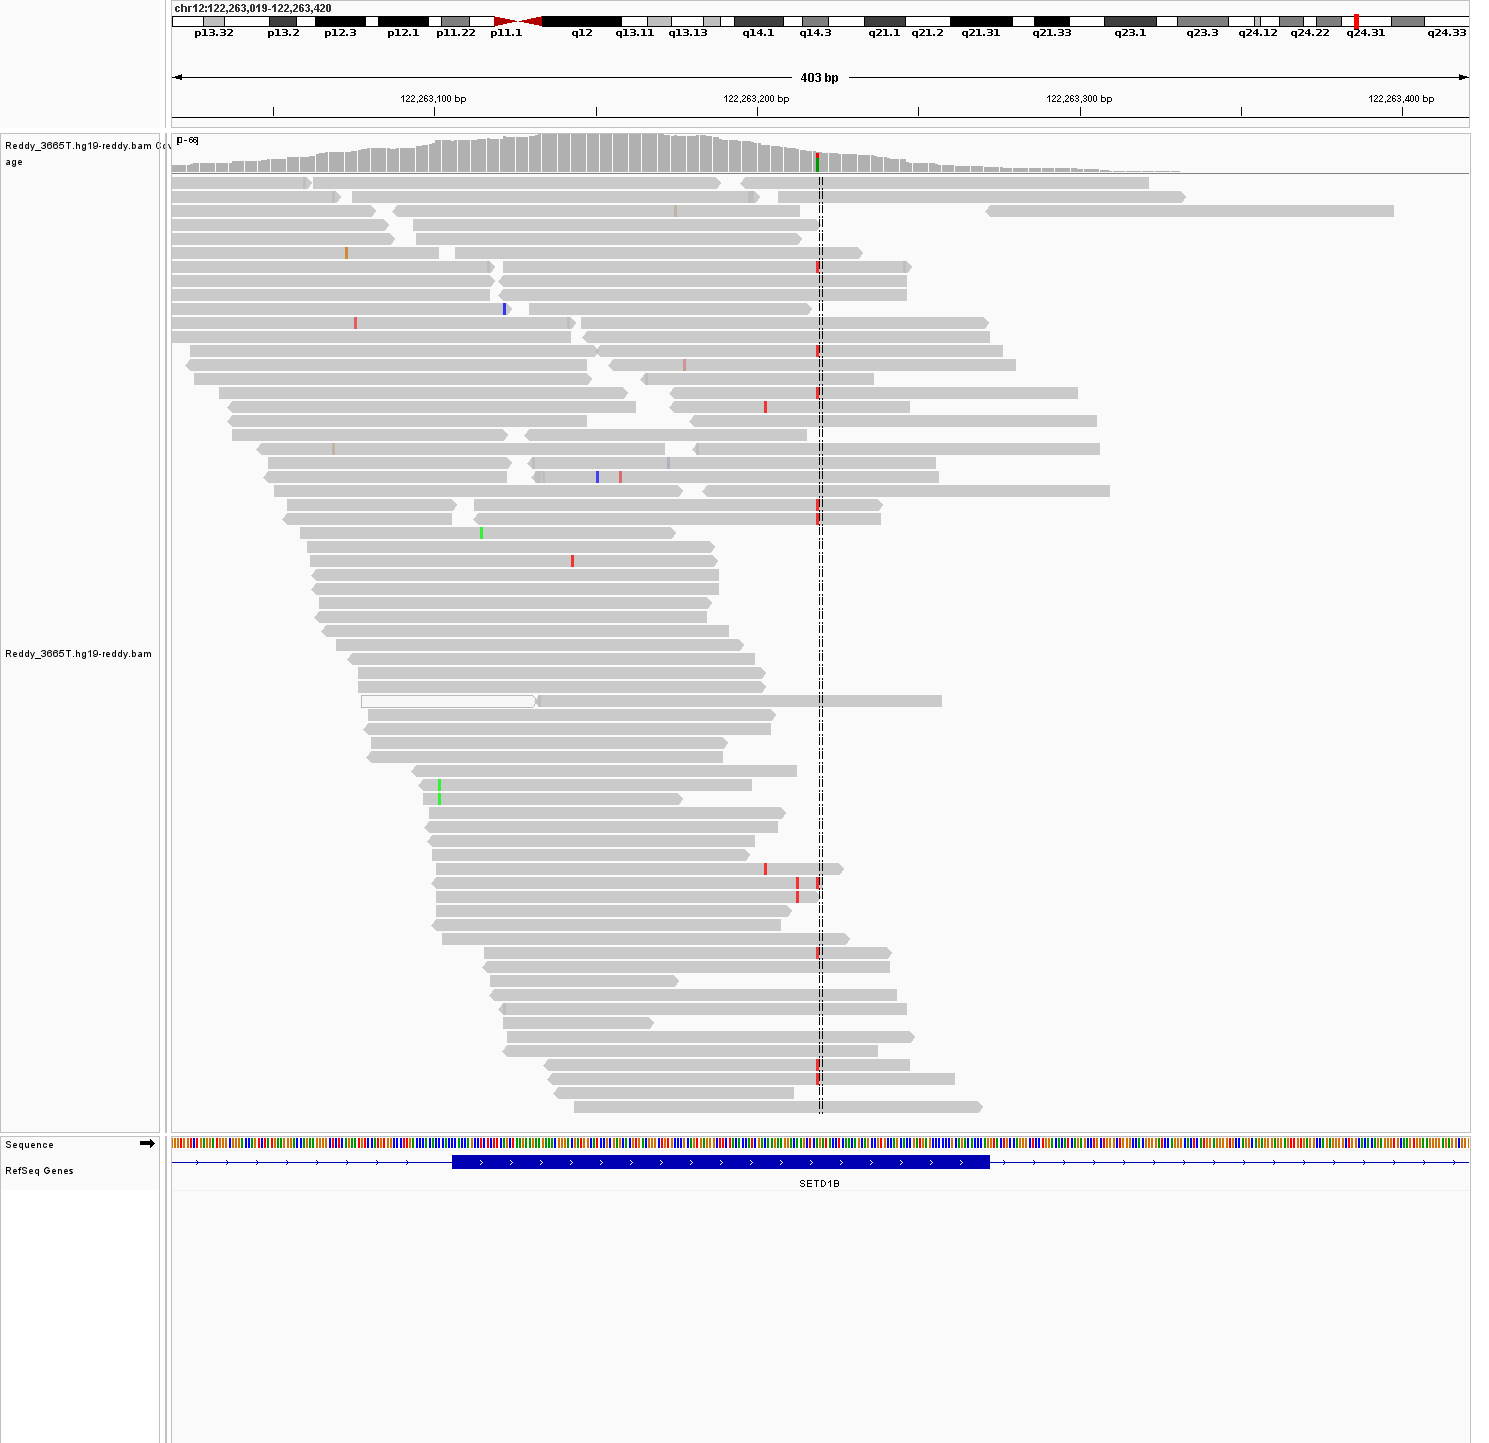 chr12:122,263,019-122,263,420
p13.32 p13.2 p12.3 p12.1 p11.22 p11.1 q12 q13.11 q13.13 q14.1 q14.3 q21.1 q21.2 q21.31 q21.33 q23.1 q23.3 q24.12 q24.22 q24.31 q24.33
403 bp
122,263,100 bp 122,263,200 bp 122,263,300 bp 122,263,400 bp
[0-66]
Reddy_3665T.hg19-reddy.bam Cov
age
Reddy_3665T.hg19-reddy.bam
Sequence
RefSeq Genes
SETD1B